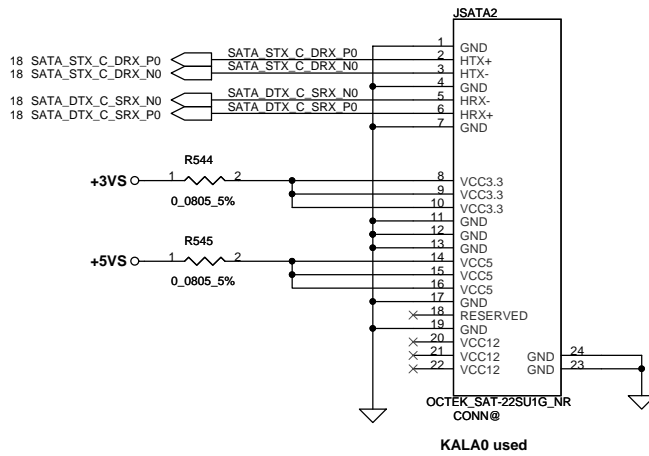 JSATA2
1 GND
18 SATA_STX_C_DRX_P0 SATA_STX_C_DRX_P0 2 HTX+
18 SATA_STX_C_DRX_N0 SATA_STX_C_DRX_N0 3 HTX-
4 GND
18 SATA_DTX_C_SRX_N0 SATA_DTX_C_SRX_N0 5 HRX-
18 SATA_DTX_C_SRX_P0 SATA_DTX_C_SRX_P0 6 HRX+
7 GND
R544
+3VS 1 2 8 VCC3.3
9 VCC3.3
0_0805_5% 10 VCC3.3
11 GND
12 GND
R545 13 GND
+5VS 1 2 14 VCC5
15 VCC5
0_0805_5% 16 VCC5
17 GND
18 RESERVED
19 GND
20 VCC12
21 VCC12 GND 24
22 VCC12 GND 23
OCTEK_SAT-22SU1G_NR
CONN@
KALA0 used